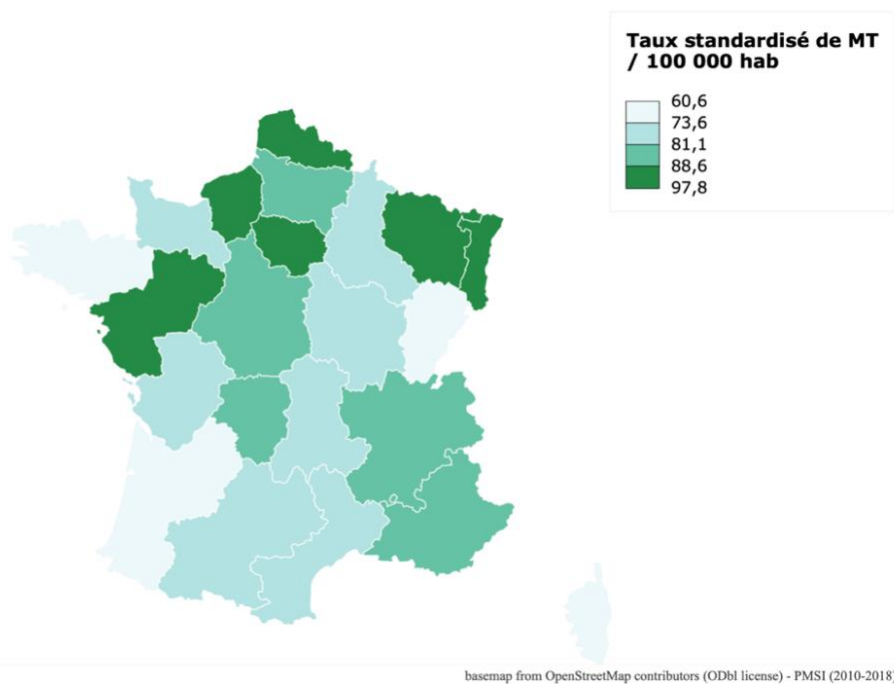 Taux standardisé de MT
/ 100 000 hab
60,6
73,6
81,1
88,6
97,8
basemap from OpenStreetMap contributors (ODbl license) - PMSI (2010-2018)